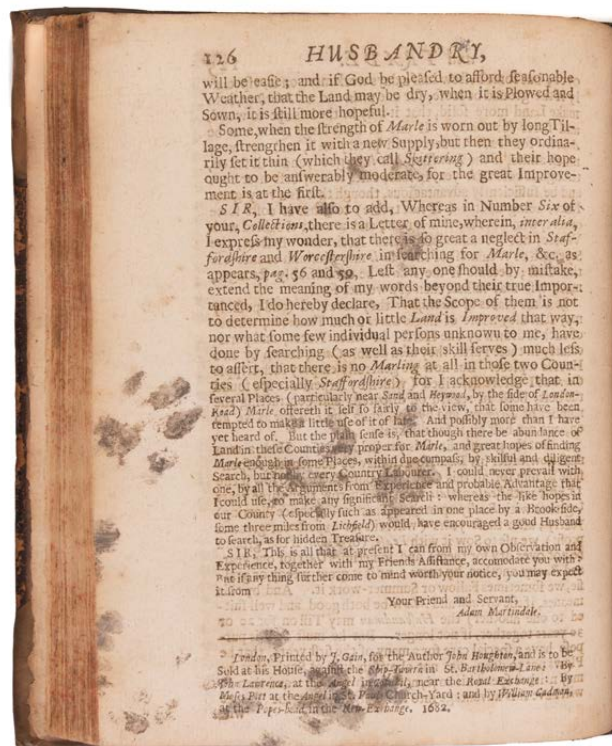 126 HUSBANDRY,
will be easie; and if God be pleased to afford seasonable
Weather, that the Land may be dry, when it is Plowed and
Sown, it is still more hopeful.
Some, when the strength of Marle is worn out by long Til-
lage, strengthen it with a new Supply, but then they ordina-
rily set it thin (which they call Skittering) and their hope
ought to be answerably moderate, for the great Improve-
ment is at the first.
SIR, I have also to add, Whereas in Number Six of
your, Collections, there is a Letter of mine, wherein, inter alia,
I express my wonder, that there is so great a neglect in Staf-
fordshire and Worcestershire in searching for Marle, &c. as
appears, pag. 56 and 59, Lest any one should by mistake,
extend the meaning of my words beyond their true Impor-
tanced, I do hereby declare, That the Scope of them is not
to determine how much or little Land is Improved that way,
nor what some few individual persons unknown to me, have
done by searching (as well as their skill serves) much less
to assert, that there is no Marling at all in those two Coun-
ties (especially Staffordshire) for I acknowledge that in
several Places (particularly near Sand and Heywood, by the side of London-
Road) Marle offereth it self so fairly to the view, that some have been
tempted to make a little use of it of late. And possibly more than I have
yet heard of. But the plain sense is, that though there be abundance of
Land in these Counties very proper for Marle, and great hopes of finding
Marle enough in some Places, within due compass, by skilful and diligent
Search, but not by every Country Labourer. I could never prevail with
one, by all the Arguments from Experience and probable Advantage that
I could use, to make any significant Search: whereas the like hopes in
our County (especially such as appeared in one place by a Brook-side,
some three miles from Lichfield) would have encouraged a good Husband
to search, as for hidden Treasure.
SIR, This is all that at present I can from my own Observation and
Experience, together with my Friends Assistance, accomodate you with?
But if any thing further come to mind worth your notice, you may expect
it from
Your Friend and Servant,
Adam Martindale.
London, Printed by J. Gain, for the Author John Houghton, and is to be
Sold at his House, against the Ship-Tavern in St. Bartholomew-Lane: By
John Lawrence, at the Angel in, near the Royal Exchange: By
Moses Pitt at the Angel in St. Pauls Church-Yard: and by William Cadman,
at the Popes-head, in the New-Exchange. 1682.